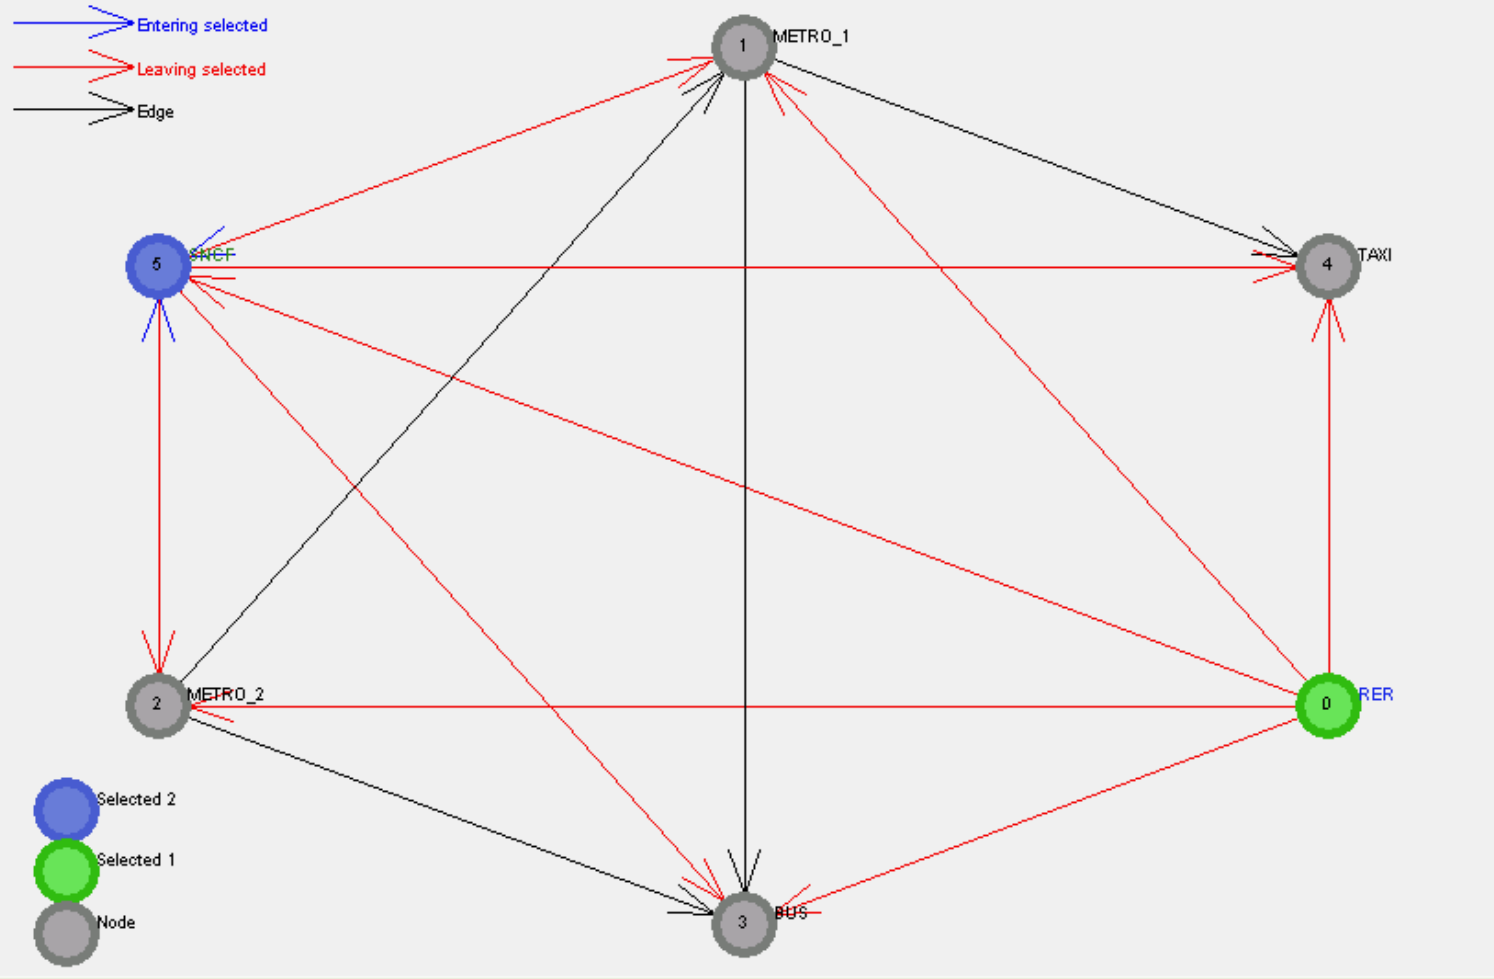 Entering selected
Leaving selected
Edge
1
METRO_1
5
SNCF
4
TAXI
2
METRO_2
0
RER
Selected 2
Selected 1
Node
3
BUS